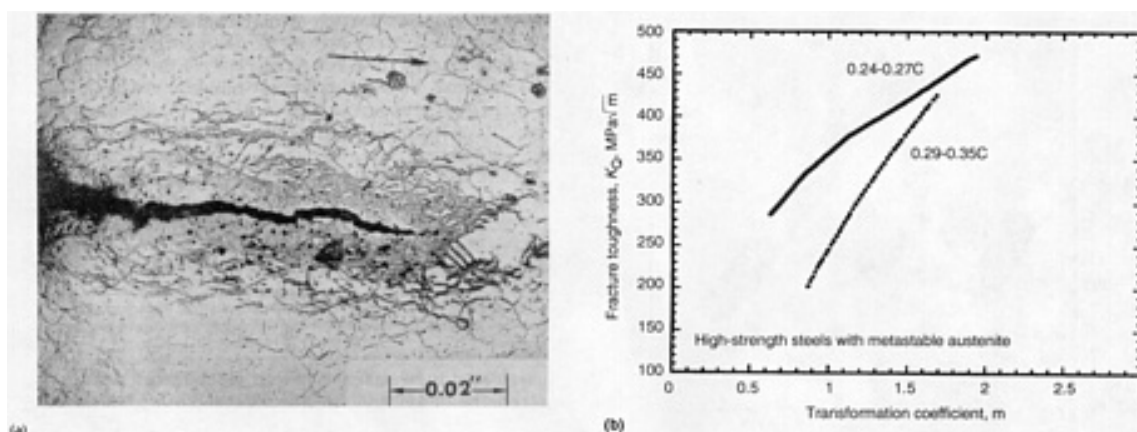 (a)
0.02"
500
450
400
350
300
250
200
150
100
Fracture toughness, K_Q, MPa√m
0.24-0.27C
0.29-0.35C
High-strength steels with metastable austenite
0 0.5 1 1.5 2 2.5
Transformation coefficient, m
(b)